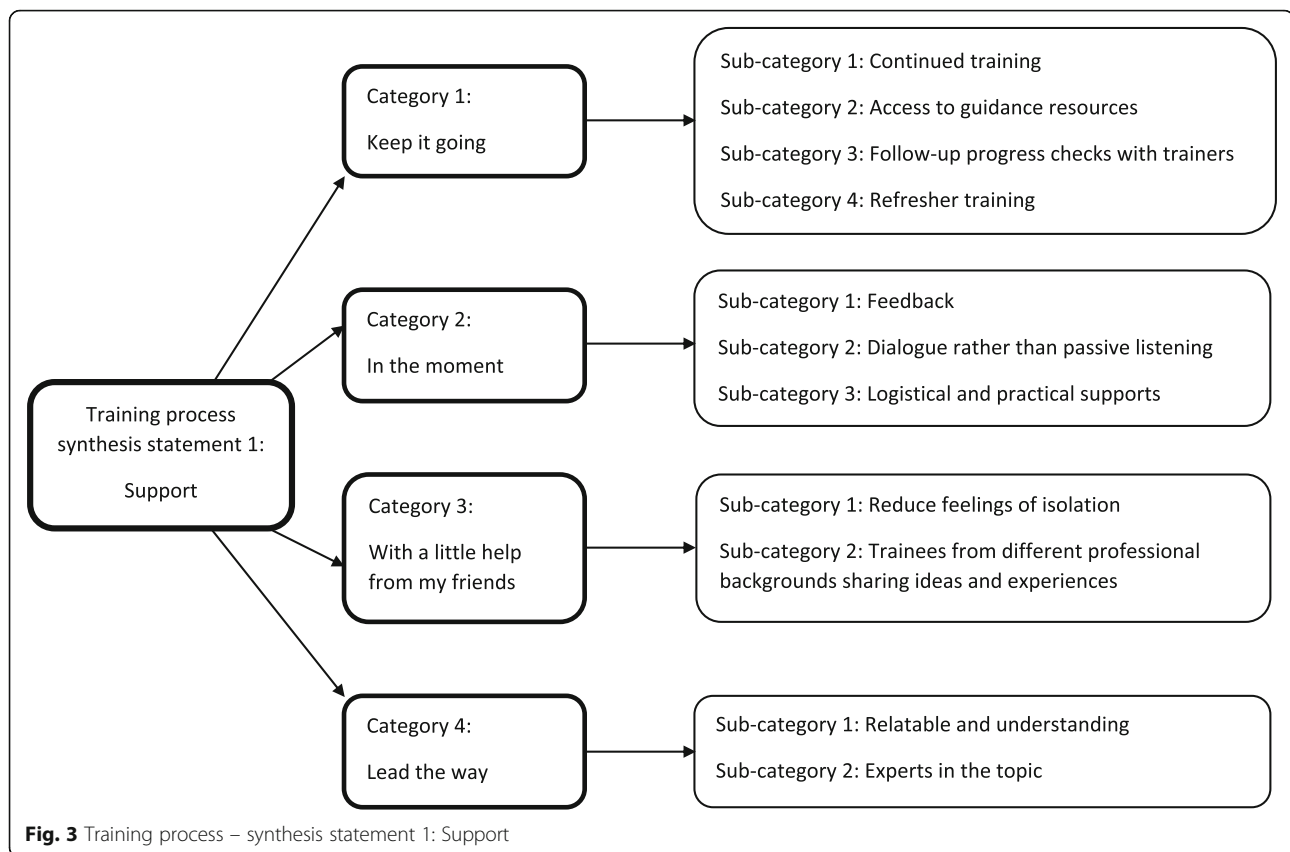 Category 1:
Keep it going
Sub-category 1: Continued training
Sub-category 2: Access to guidance resources
Sub-category 3: Follow-up progress checks with trainers
Sub-category 4: Refresher training
Category 2:
In the moment
Sub-category 1: Feedback
Sub-category 2: Dialogue rather than passive listening
Sub-category 3: Logistical and practical supports
Training process
synthesis statement 1:
Support
Category 3:
With a little help
from my friends
Sub-category 1: Reduce feelings of isolation
Sub-category 2: Trainees from different professional
backgrounds sharing ideas and experiences
Category 4:
Lead the way
Sub-category 1: Relatable and understanding
Sub-category 2: Experts in the topic
Fig. 3 Training process – synthesis statement 1: Support